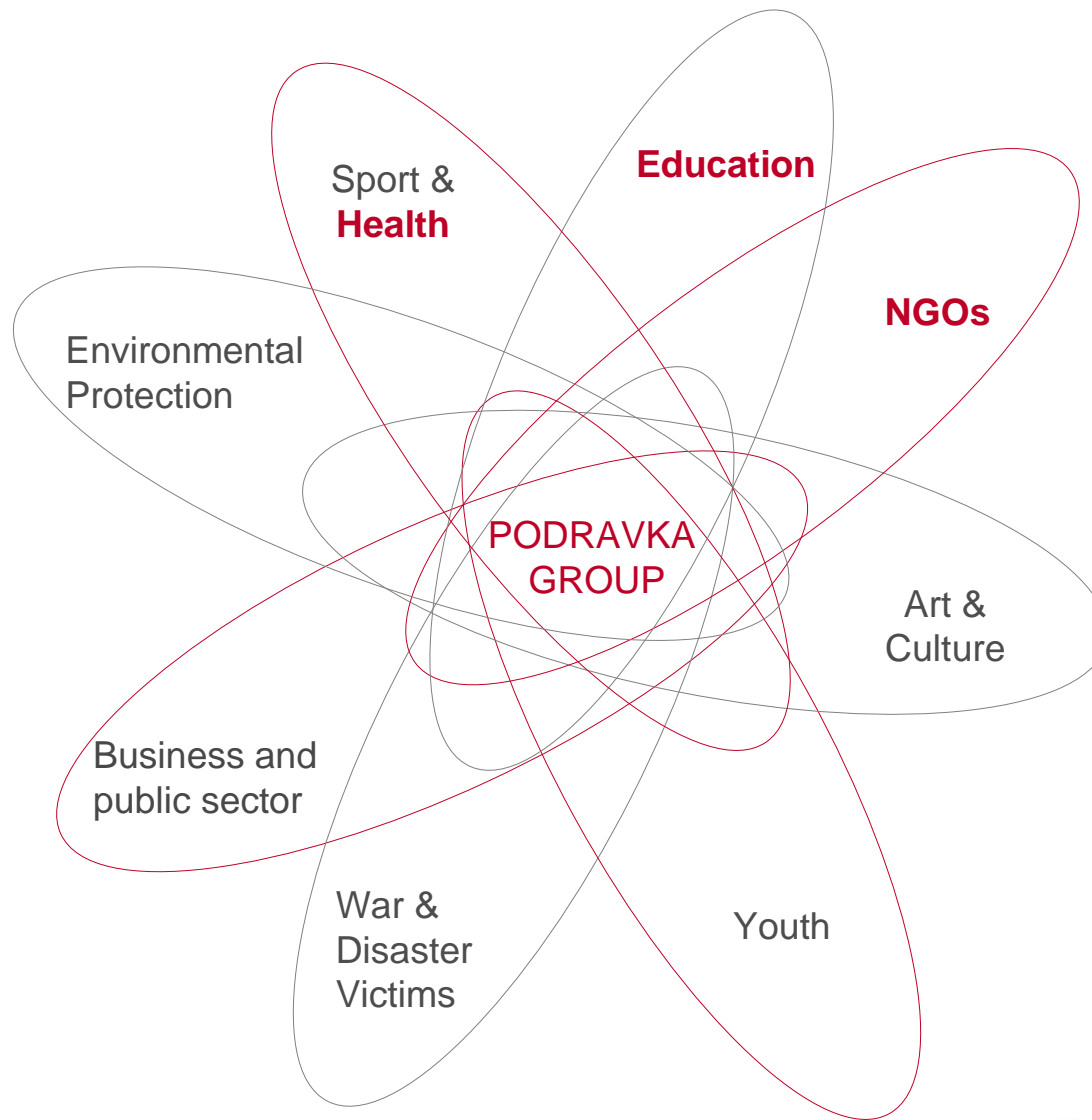 Education
Sport &
Health
NGOs
Environmental
Protection
PODRAVKA
GROUP
Art &
Culture
Business and
public sector
War &
Disaster
Victims
Youth